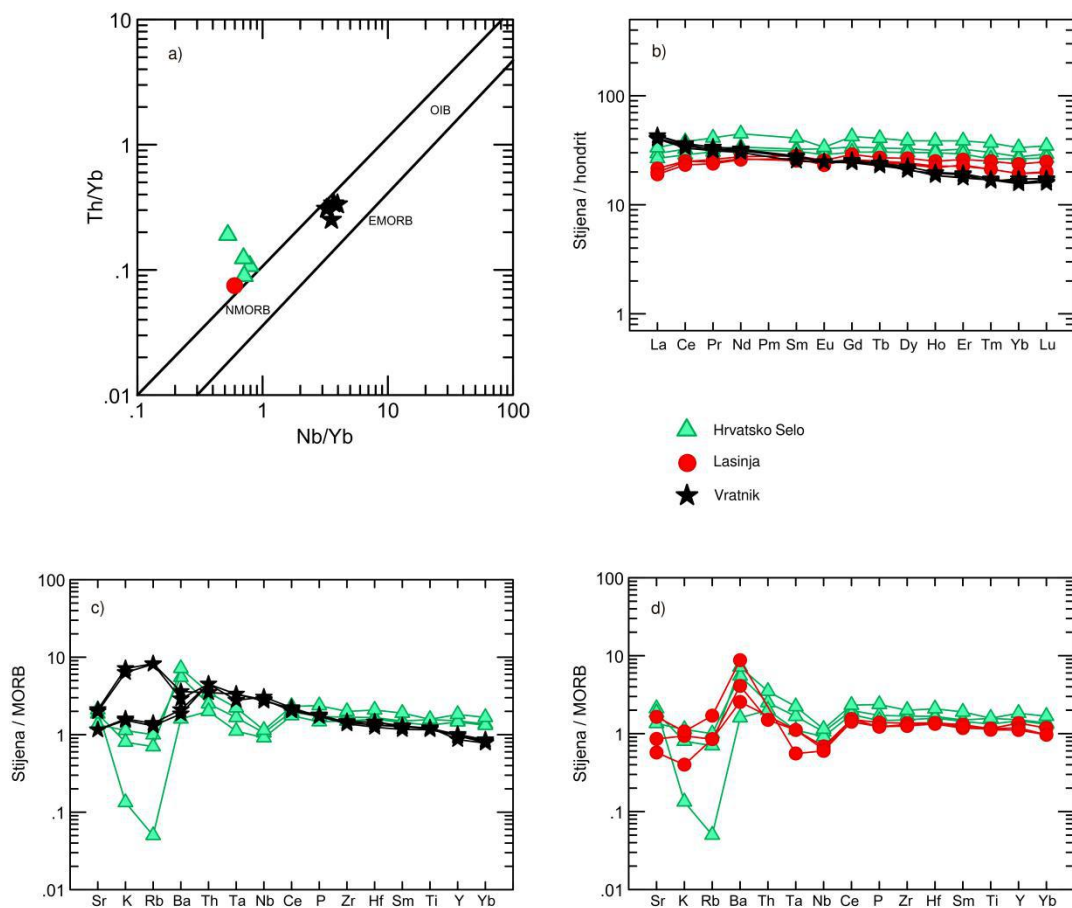 a)
10
1
.1
.01
Th/Yb
OIB
EMORB
NMORB
.1 1 10 100
Nb/Yb
b)
100
10
1
Stijena / hondrit
La Ce Pr Nd Pm Sm Eu Gd Tb Dy Ho Er Tm Yb Lu
Hrvatsko Selo
Lasinja
Vratnik
c)
100
10
1
.1
.01
Stijena / MORB
Sr K Rb Ba Th Ta Nb Ce P Zr Hf Sm Ti Y Yb
d)
100
10
1
.1
.01
Stijena / MORB
Sr K Rb Ba Th Ta Nb Ce P Zr Hf Sm Ti Y Yb